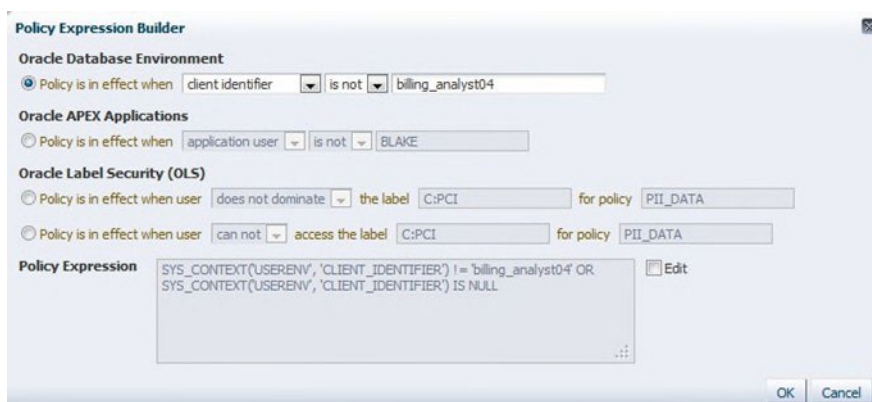 Policy Expression Builder
Oracle Database Environment
Policy is in effect when client identifier is not billing_analyst04
Oracle APEX Applications
Policy is in effect when application user is not BLAKE
Oracle Label Security (OLS)
Policy is in effect when user does not dominate the label C:PCI for policy PII_DATA
Policy is in effect when user can not access the label C:PCI for policy PII_DATA
Policy Expression SYS_CONTEXT('USERENV', 'CLIENT_IDENTIFIER') != 'billing_analyst04' OR Edit
SYS_CONTEXT('USERENV', 'CLIENT_IDENTIFIER') IS NULL
OK Cancel